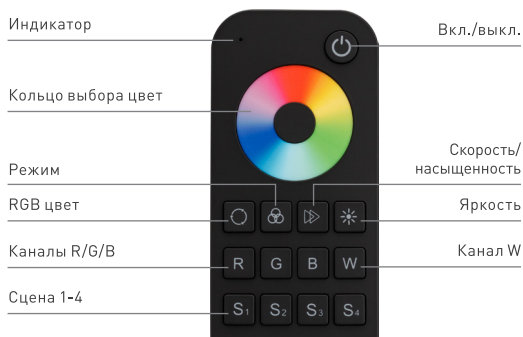 Индикатор
Вкл./выкл.
Кольцо выбора цвет
Скорость/
насыщенность
Режим
RGB цвет
Яркость
Каналы R/G/B
Канал W
R G B W
Сцена 1-4
S1 S2 S3 S4